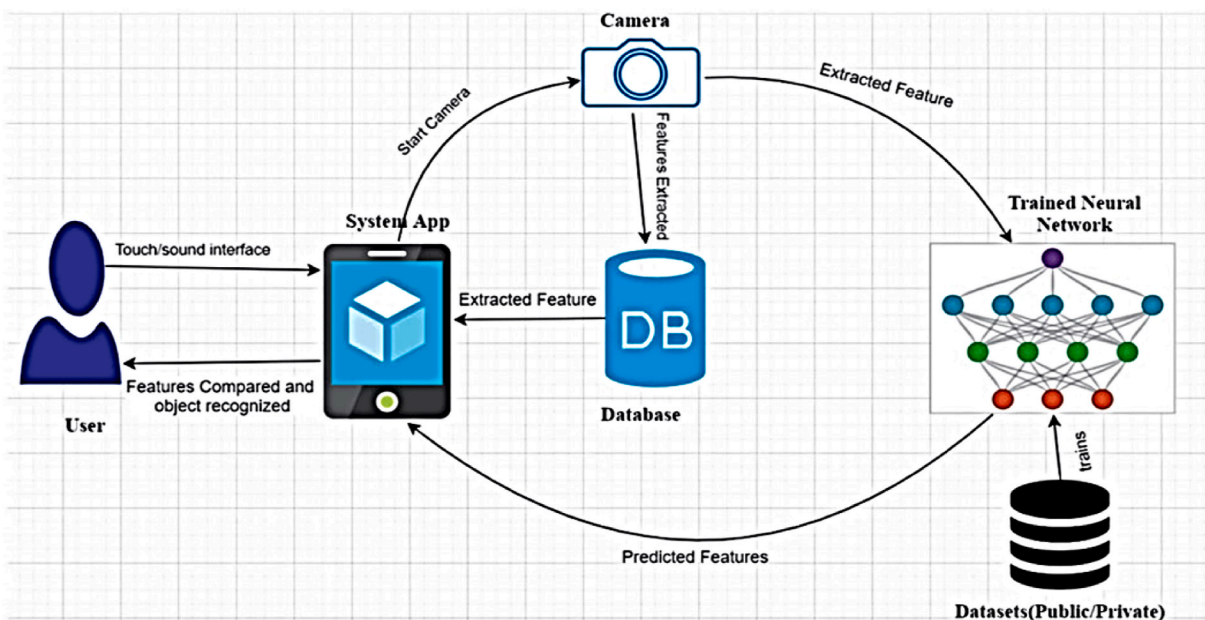 Camera
Extracted Feature
Start Camera
Features Extracted
Trained Neural
Network
System App
Touch/sound interface
Extracted Feature
DB
Features Compared and
object recognized
User
Database
trains
Predicted Features
Datasets(Public/Private)